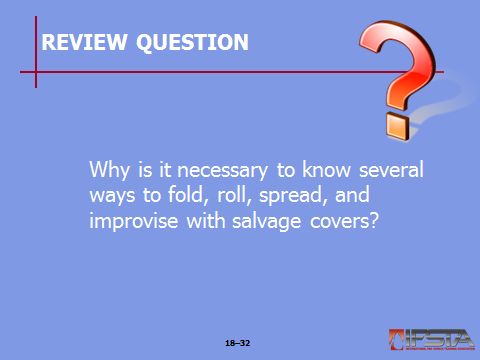 REVIEW QUESTION
Why is it necessary to know several
ways to fold, roll, spread, and
improvise with salvage covers?
18–32
IFSTA